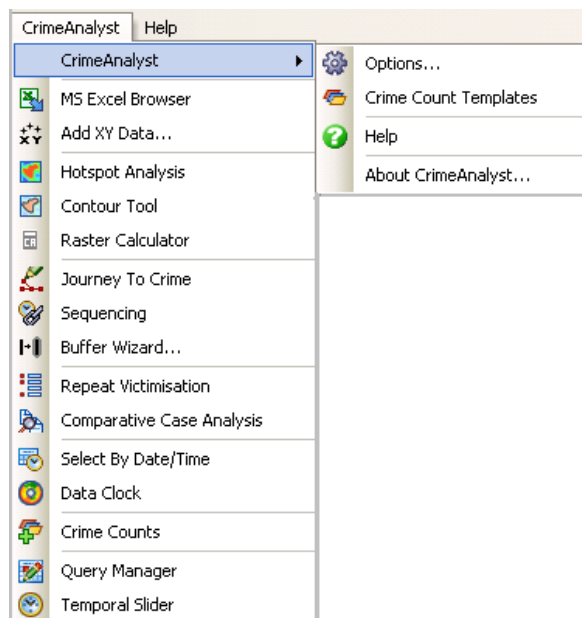 CrimeAnalyst Help
CrimeAnalyst
MS Excel Browser
Add XY Data...
Hotspot Analysis
Contour Tool
Raster Calculator
Journey To Crime
Sequencing
Buffer Wizard...
Repeat Victimisation
Comparative Case Analysis
Select By Date/Time
Data Clock
Crime Counts
Query Manager
Temporal Slider
Options...
Crime Count Templates
Help
About CrimeAnalyst...